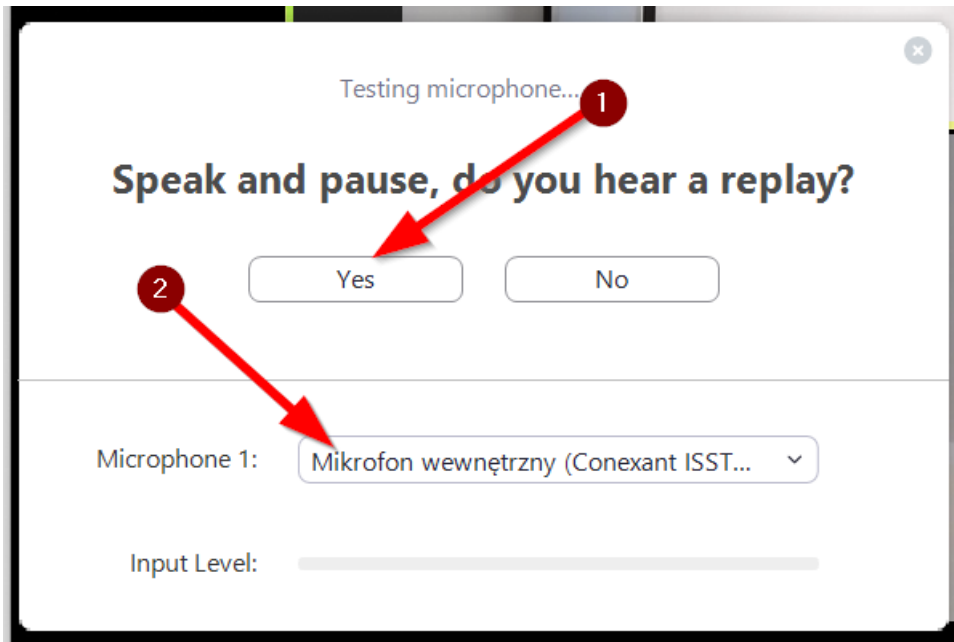 Testing microphone...
1
Speak and pause, do you hear a replay?
Yes
No
2
Microphone 1:
Mikrofon wewnętrzny (Conexant ISST...
Input Level: